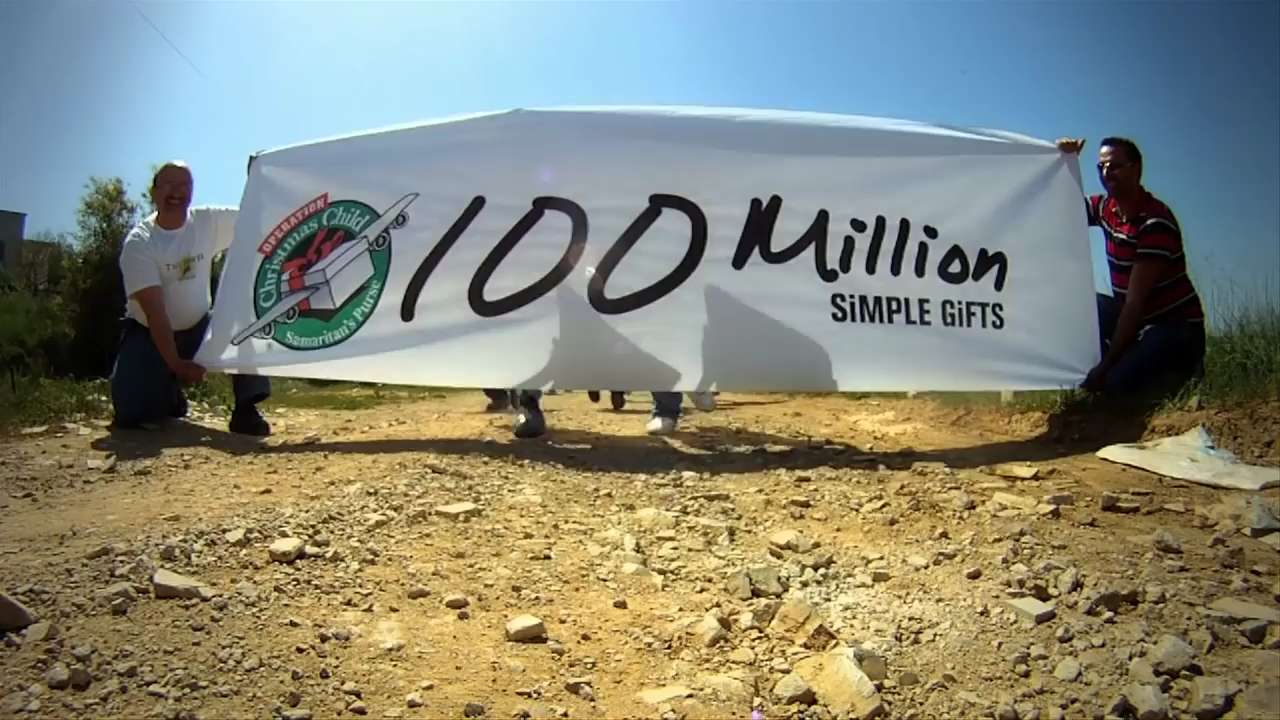 OPERATION
Christmas Child
Samaritan's Purse
100 Million
SiMPLE GiFTS